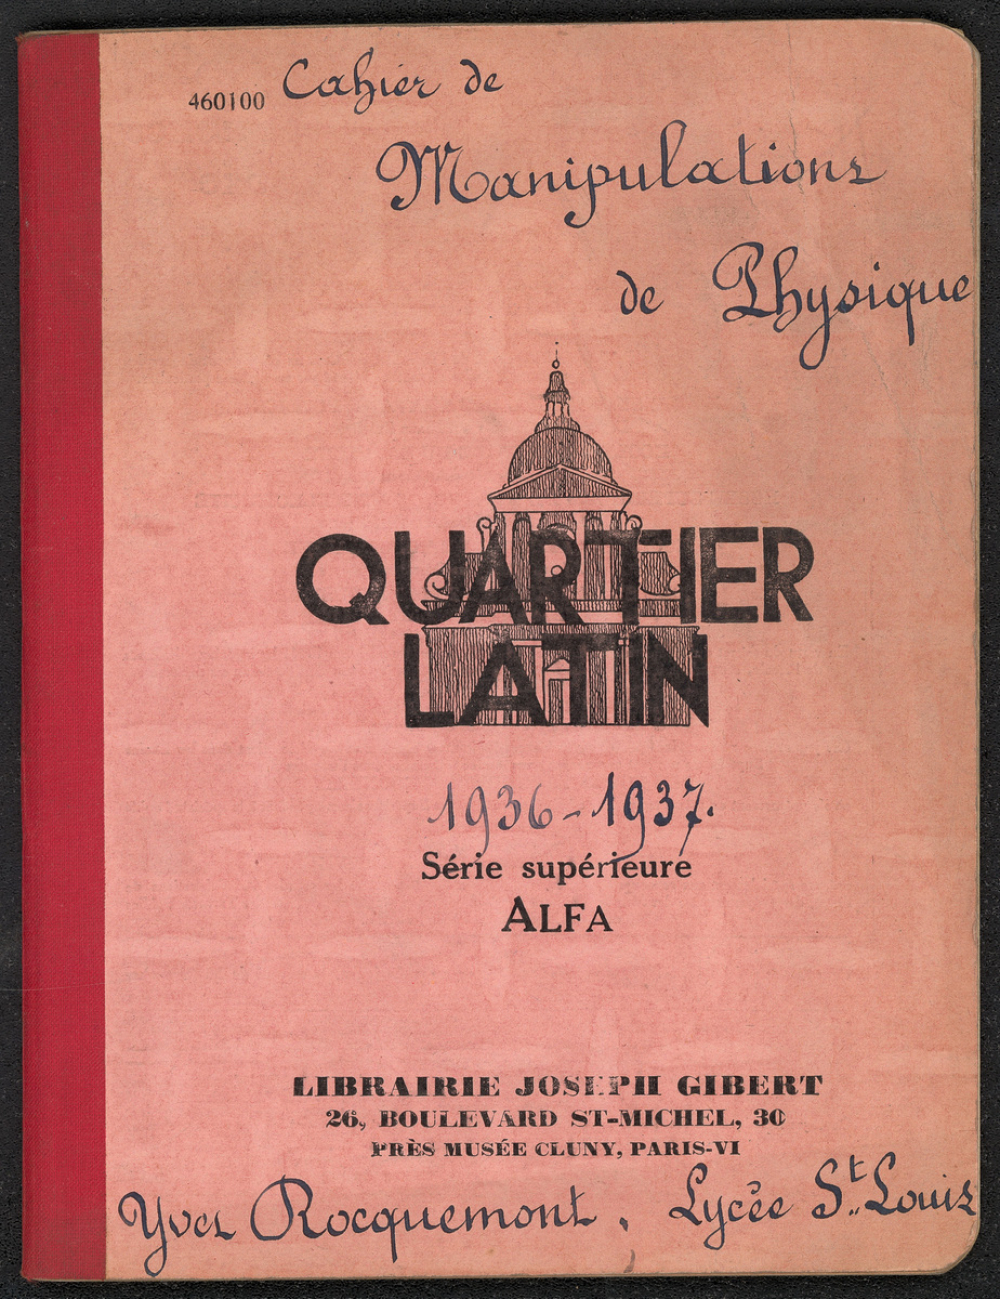 460100
Cahier de
Manipulations
de Physique
QUARTIER
LATIN
1936-1937.
Série supérieure
ALFA
LIBRAIRIE JOSEPH GIBERT
26, BOULEVARD ST-MICHEL, 30
PRÈS MUSÉE CLUNY, PARIS-VI
Yves Rocquemont, Lycée St. Louis